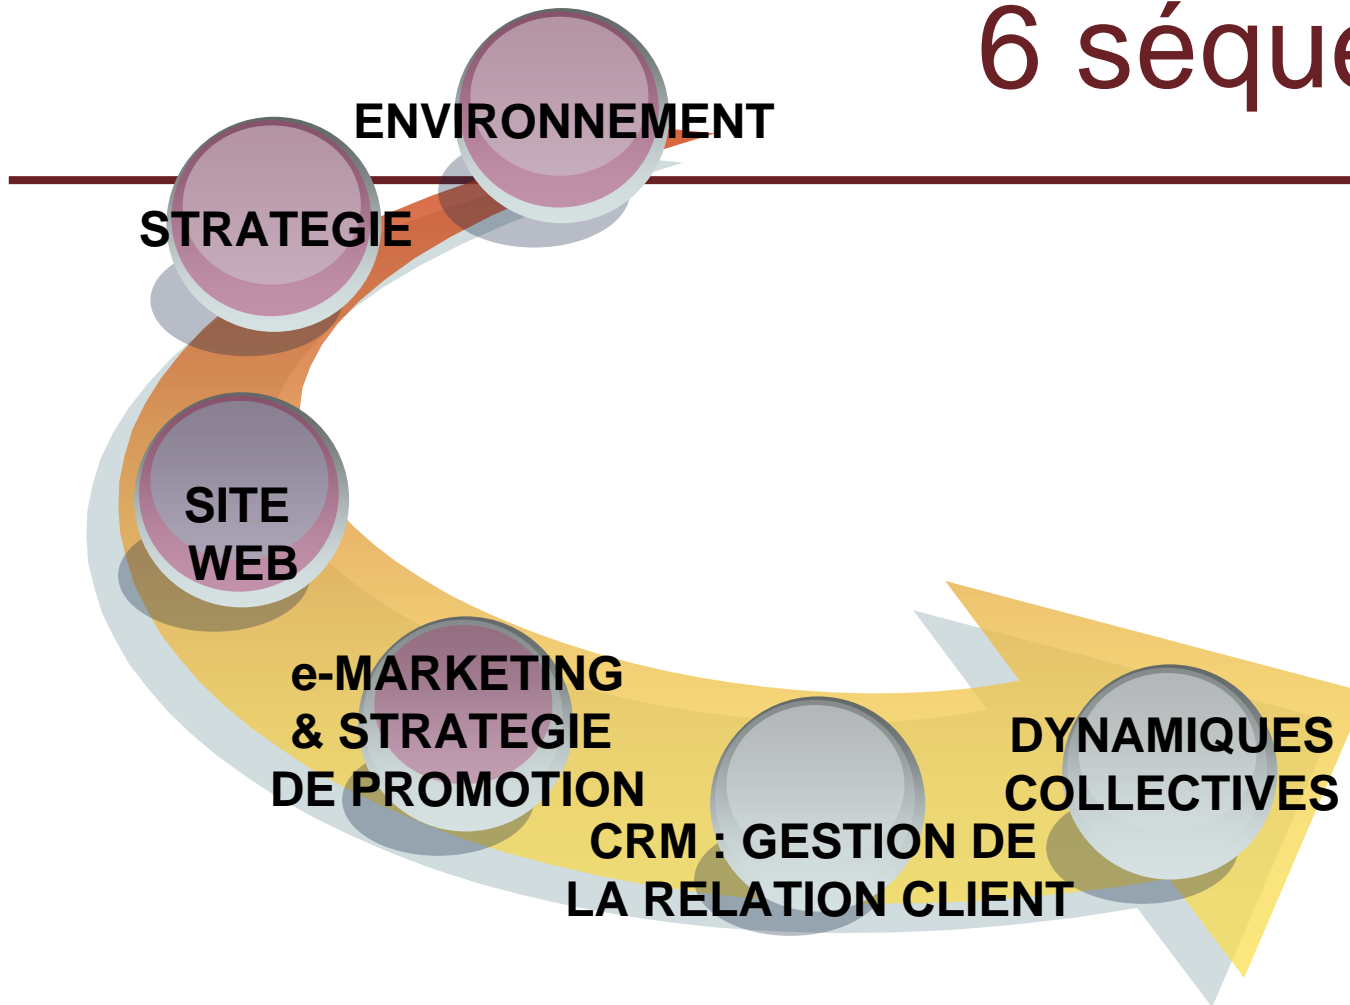 6 séque
ENVIRONNEMENT
STRATEGIE
SITE
WEB
e-MARKETING
& STRATEGIE
DE PROMOTION
CRM : GESTION DE
LA RELATION CLIENT
DYNAMIQUES
COLLECTIVES